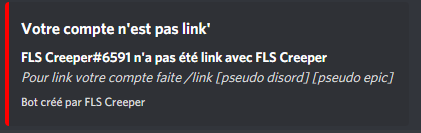 Votre compte n'est pas link'
FLS Creeper#6591 n'a pas été link avec FLS Creeper
Pour link votre compte faite /link [pseudo disord] [pseudo epic]
Bot créé par FLS Creeper